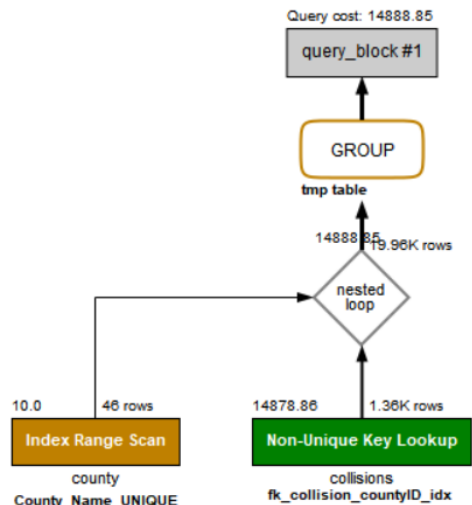 Query cost: 14888.85
query_block #1
GROUP
tmp table
14888.85
19.96K rows
nested
loop
10.0 46 rows
14878.86 1.36K rows
Index Range Scan
Non-Unique Key Lookup
county
collisions
County_Name_UNIQUE
fk_collision_countyID_idx